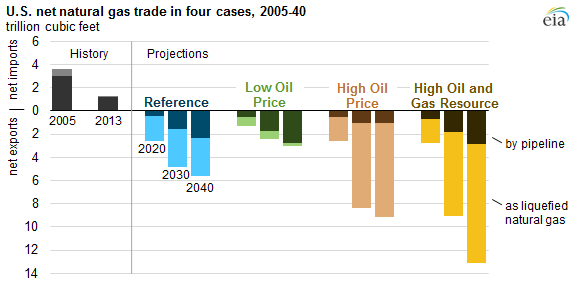 U.S. net natural gas trade in four cases, 2005-40
trillion cubic feet
eia
6
4
2
0
2
4
6
8
10
12
14
net imports
net exports
History
Projections
2005
2013
Reference
2020
2030
2040
Low Oil
Price
High Oil
Price
High Oil and
Gas Resource
by pipeline
as liquefied
natural gas